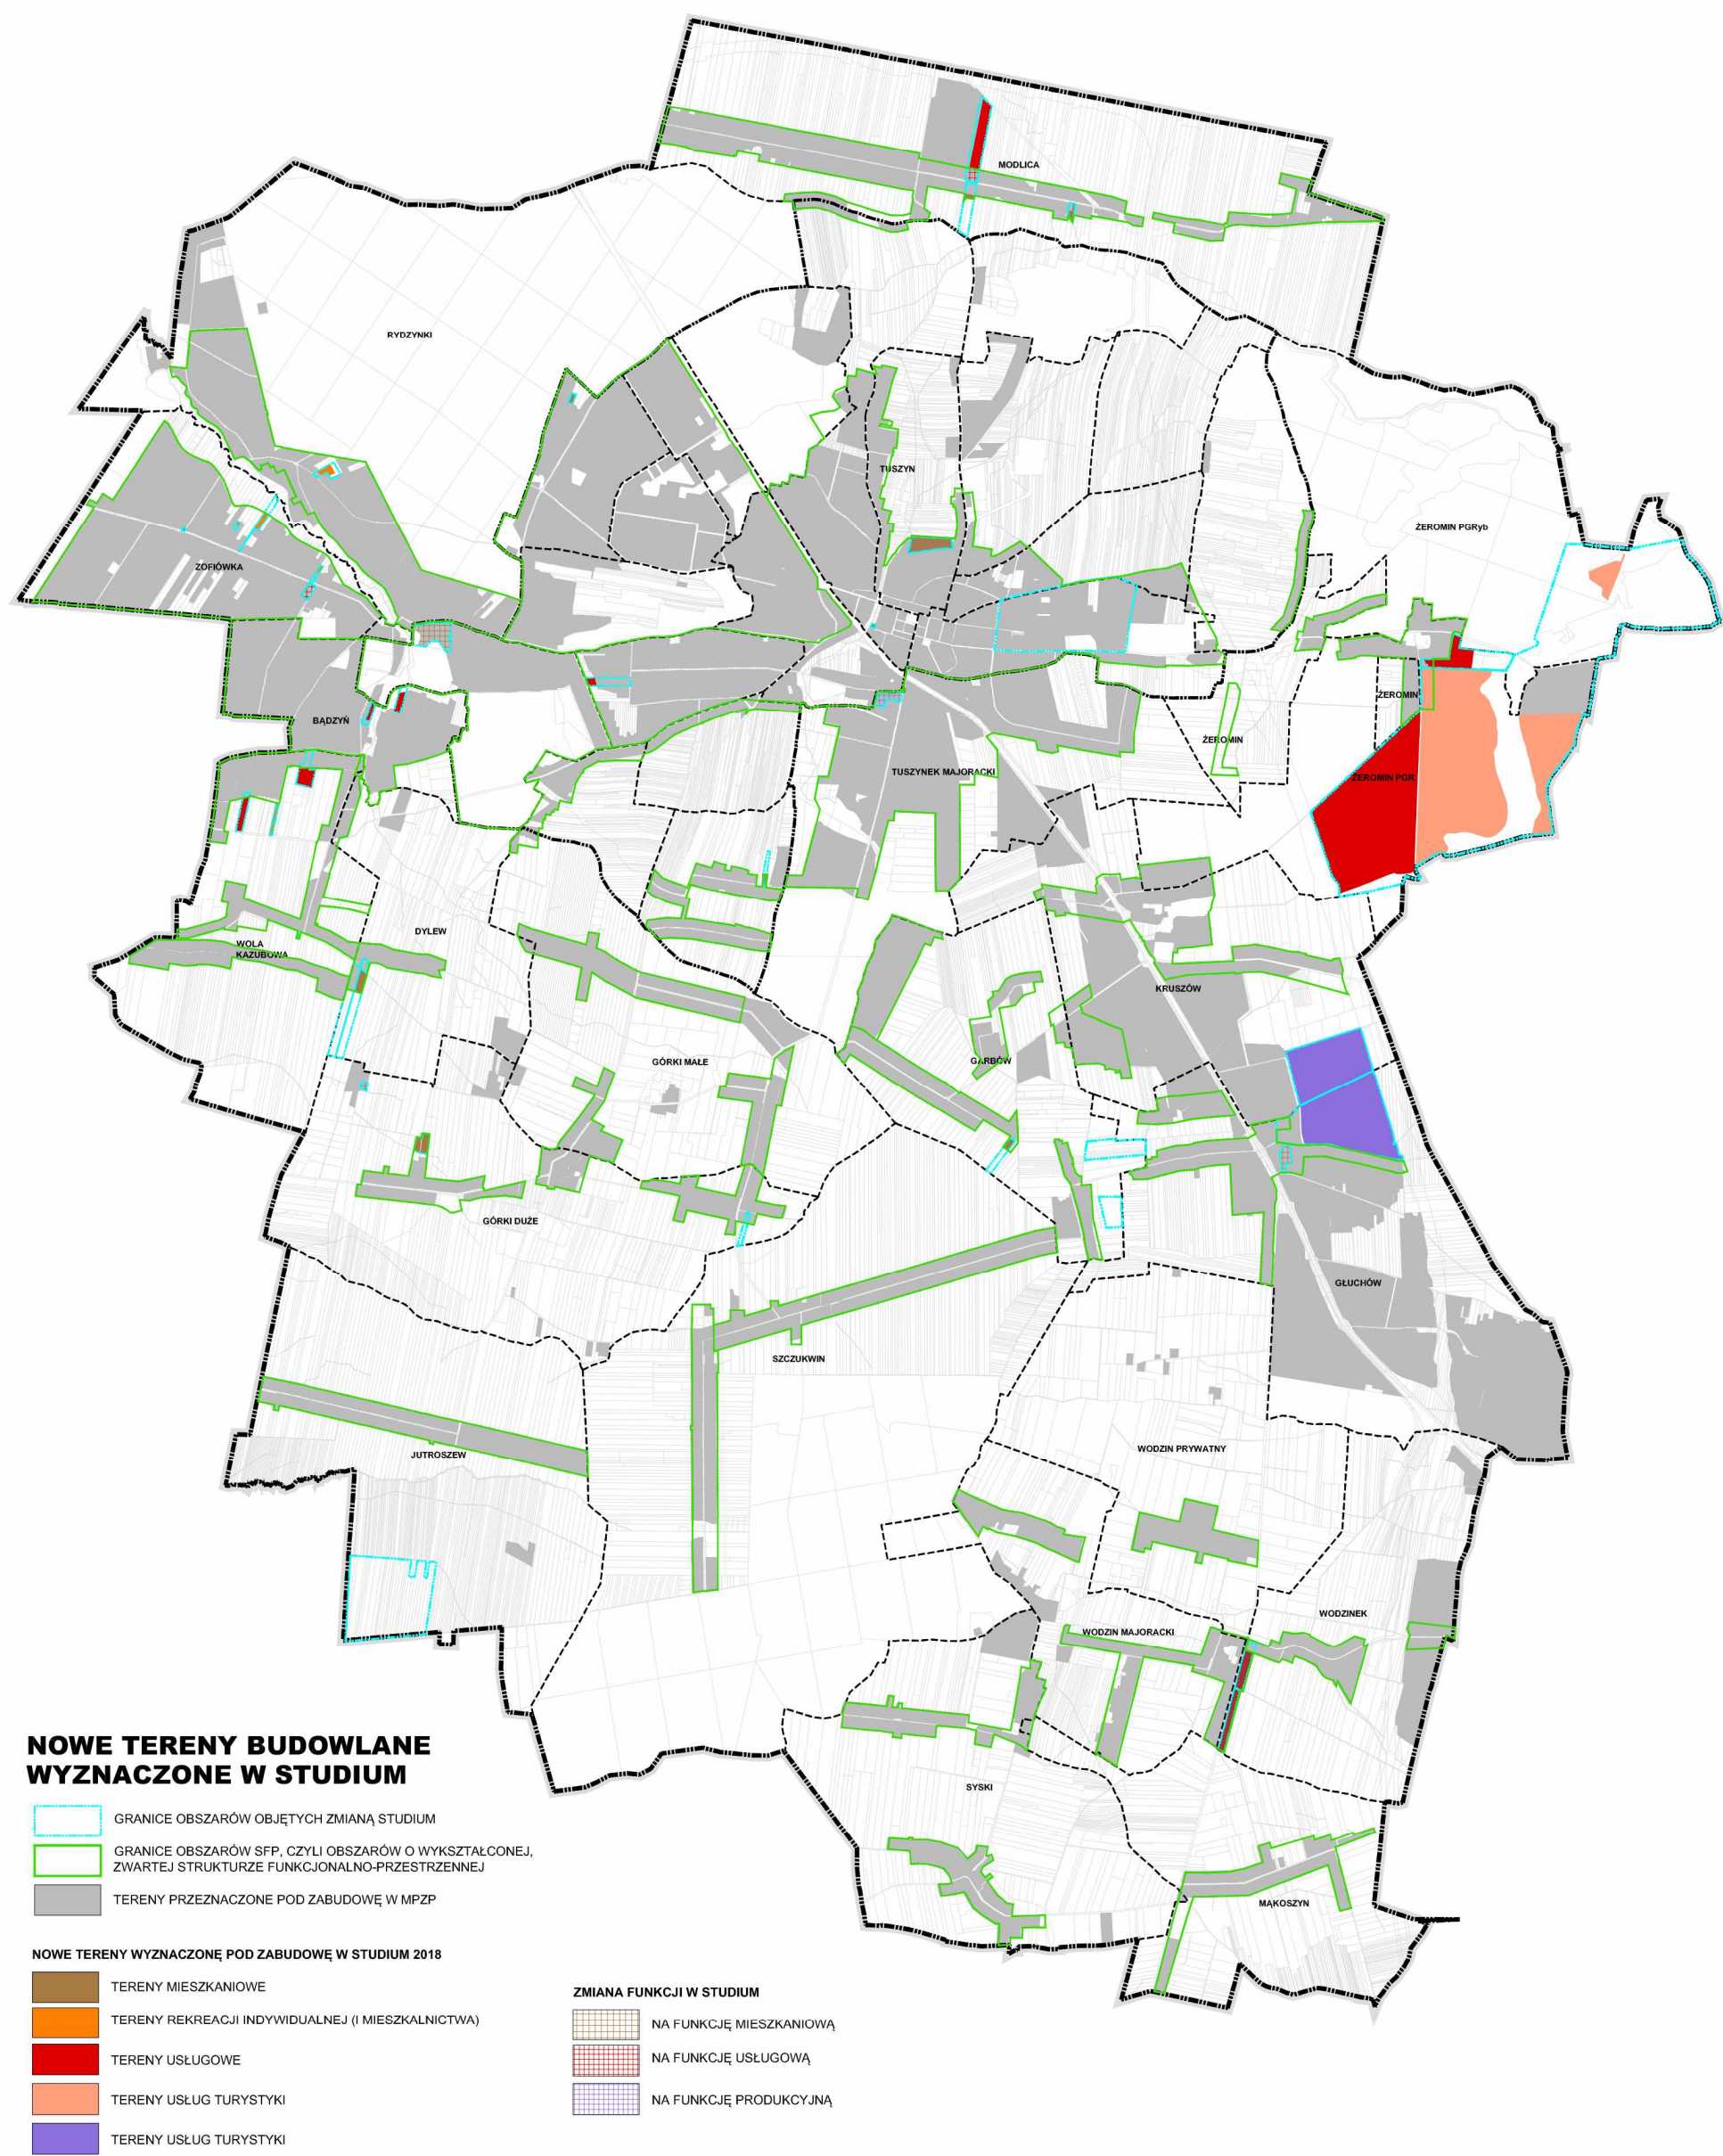 MODLICA
RYDZYNKI
TUSZYN
ŻEROMIN PGRyb
ZOFIÓWKA
ŻEROMIN
BĄDZYŃ
ŻEROMIN
TUSZYNEK MAJORACKI
ŻEROMIN PGR.
DYLEW
WOLA
KAZUBOWA
KRUSZÓW
GÓRKI MAŁE
GARBÓW
GÓRKI DUŻE
GŁUCHÓW
SZCZUKWIN
JUTROSZEW
WODZIN PRYWATNY
WODZINEK
WODZIN MAJORACKI
SYSKI
MĄKOSZYN
NOWE TERENY BUDOWLANE
WYZNACZONE W STUDIUM
GRANICE OBSZARÓW OBJĘTYCH ZMIANĄ STUDIUM
GRANICE OBSZARÓW SFP, CZYLI OBSZARÓW O WYKSZTAŁCONEJ,
ZWARTEJ STRUKTURZE FUNKCJONALNO-PRZESTRZENNEJ
TERENY PRZEZNACZONE POD ZABUDOWĘ W MPZP
NOWE TERENY WYZNACZONĘ POD ZABUDOWĘ W STUDIUM 2018
TERENY MIESZKANIOWE
TERENY REKREACJI INDYWIDUALNEJ (I MIESZKALNICTWA)
TERENY USŁUGOWE
TERENY USŁUG TURYSTYKI
TERENY USŁUG TURYSTYKI
ZMIANA FUNKCJI W STUDIUM
NA FUNKCJĘ MIESZKANIOWĄ
NA FUNKCJĘ USŁUGOWĄ
NA FUNKCJĘ PRODUKCYJNĄ